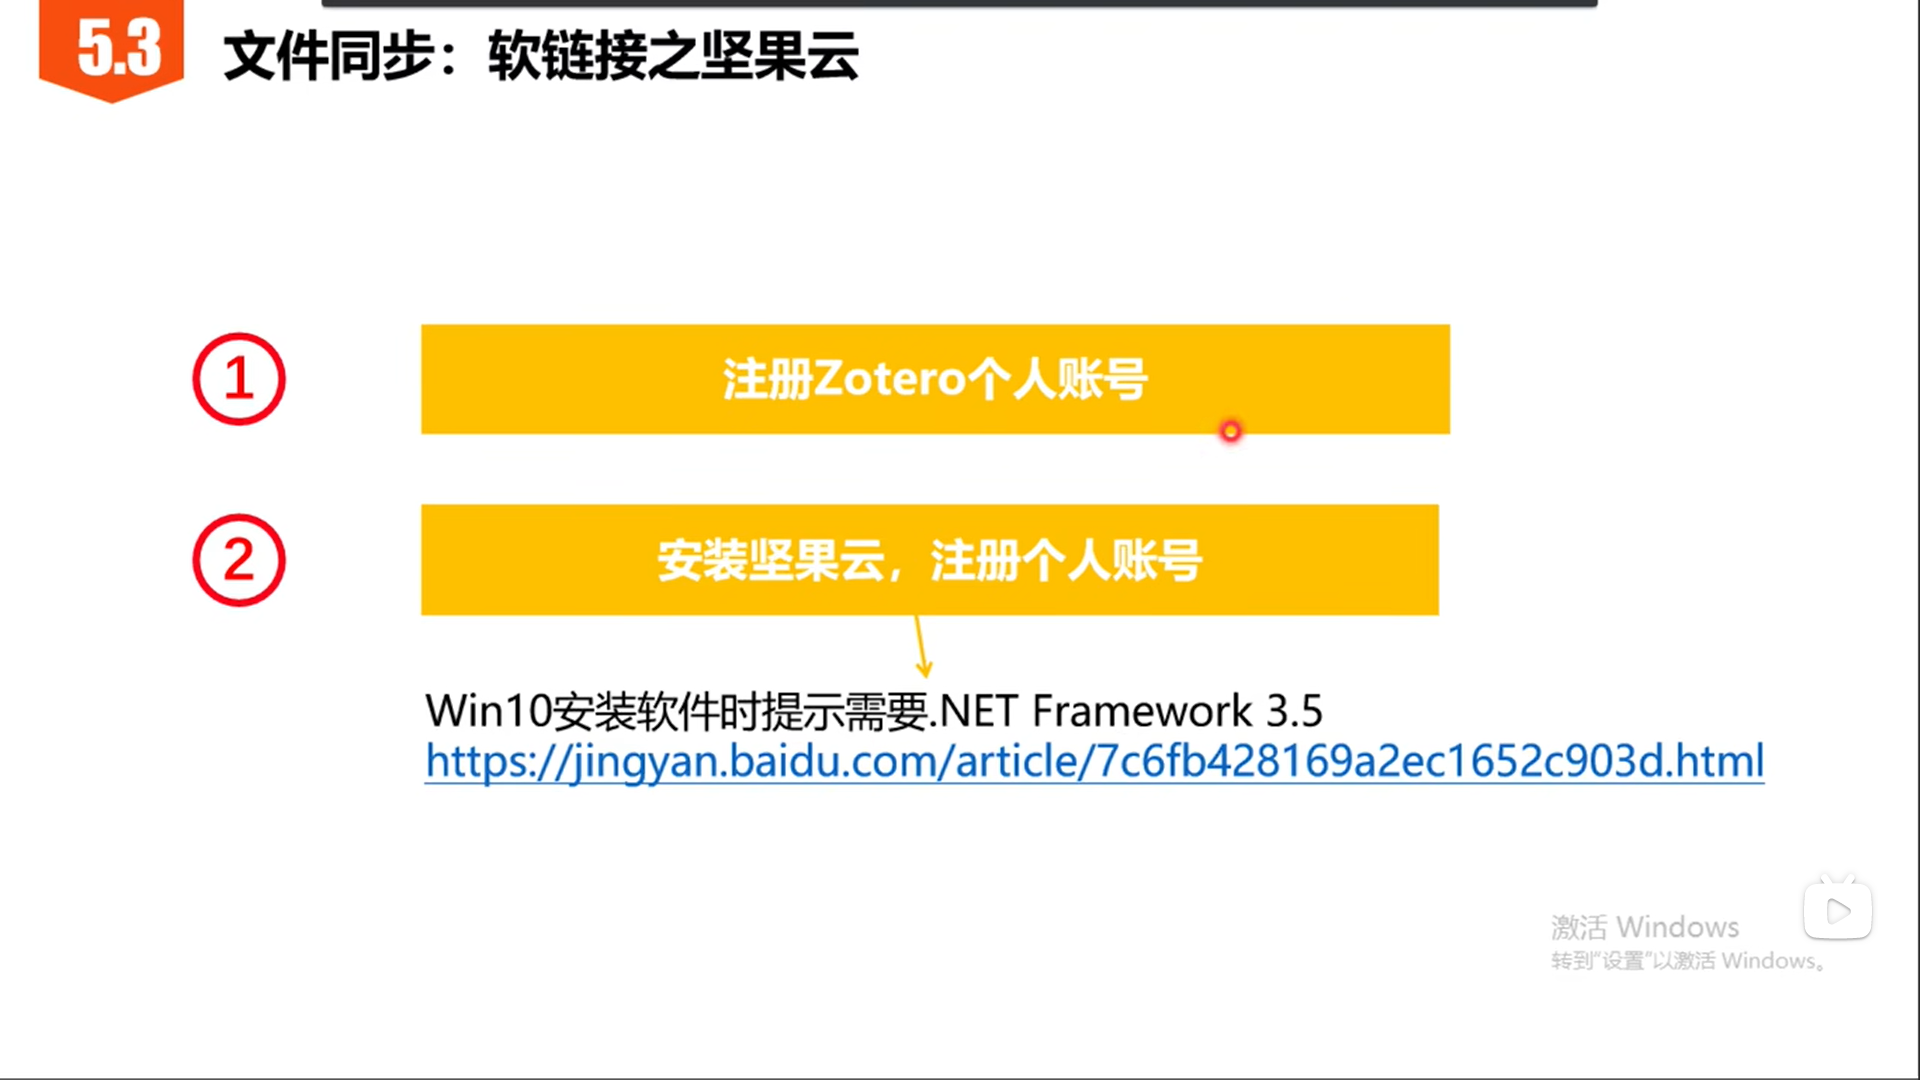 5.3
文件同步：软链接之坚果云
1
注册Zotero个人账号
2
安装坚果云，注册个人账号
Win10安装软件时提示需要.NET Framework 3.5
https://jingyan.baidu.com/article/7c6fb428169a2ec1652c903d.html
激活 Windows
转到“设置”以激活 Windows。